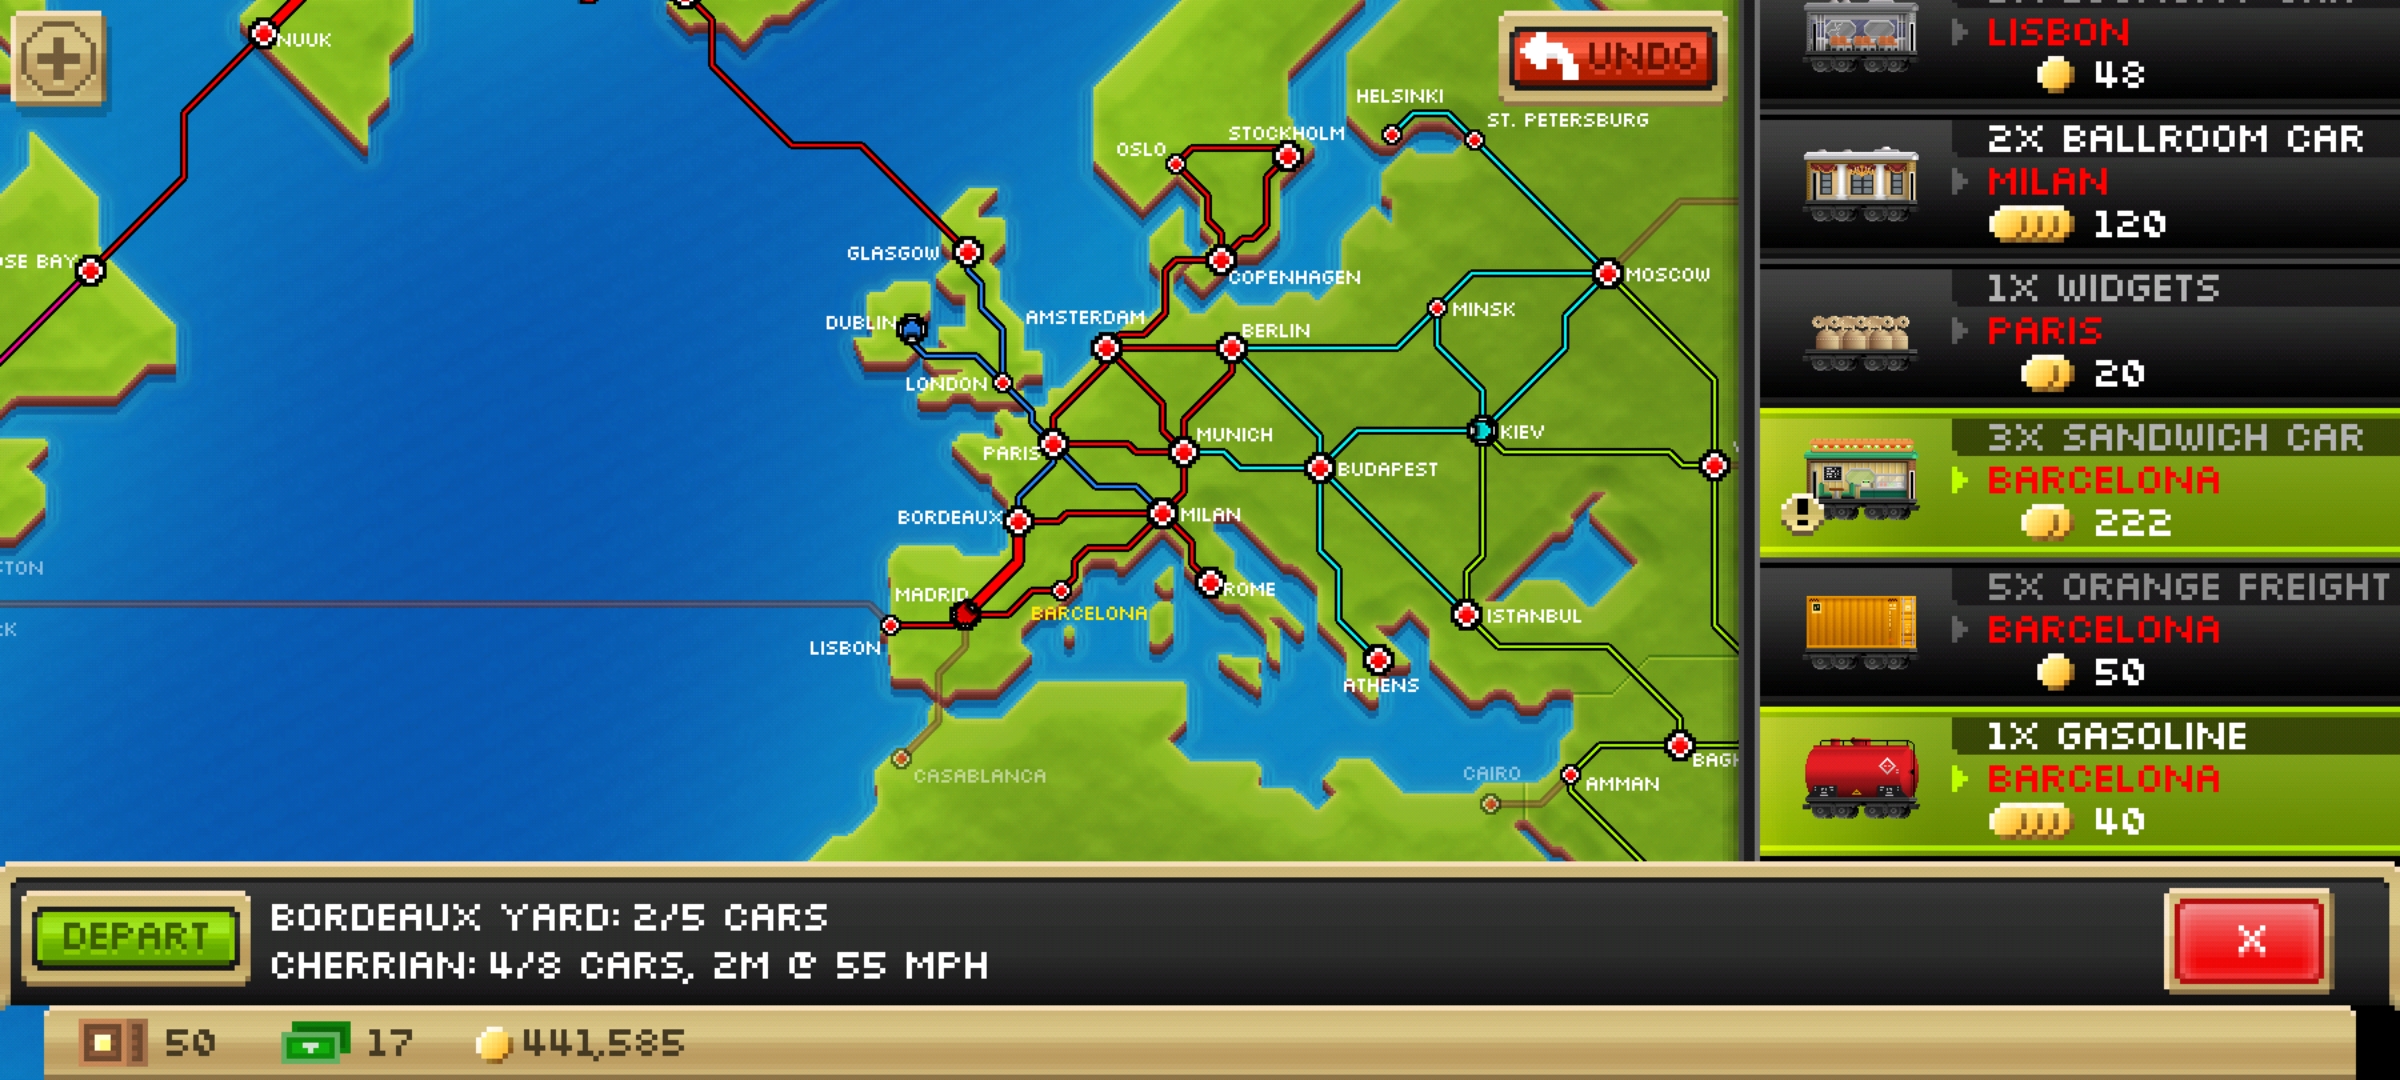 NUUK
UNDO
HELSINKI
ST. PETERSBURG
STOCKHOLM
OSLO
GLASGOW
COPENHAGEN
MOSCOW
SE BAY
AMSTERDAM
MINSK
DUBLIN
BERLIN
LONDON
MUNICH
KIEV
PARIS
BUDAPEST
BORDEAUX
MILAN
TON
MADRID
ROME
BARCELONA
ISTANBUL
CK
LISBON
ATHENS
CASABLANCA
CAIRO
BAGH
AMMAN
LISBON
48
2X BALLROOM CAR
MILAN
120
1X WIDGETS
PARIS
20
3X SANDWICH CAR
BARCELONA
222
5X ORANGE FREIGHT
BARCELONA
50
1X GASOLINE
BARCELONA
40
DEPART
BORDEAUX YARD: 2/5 CARS
CHERRIAN: 4/8 CARS, 2M @ 55 MPH
X
50
17
441,585